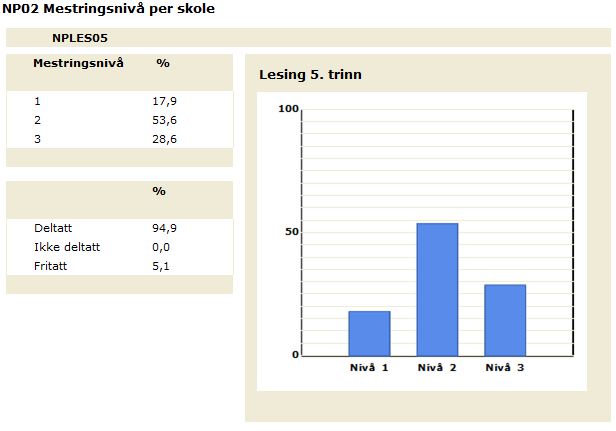 NP02 Mestringsnivå per skole
NPLES05
Mestringsnivå %
1 17,9
2 53,6
3 28,6
%
Deltatt 94,9
Ikke deltatt 0,0
Fritatt 5,1
Lesing 5. trinn
100
50
0
Nivå 1 Nivå 2 Nivå 3